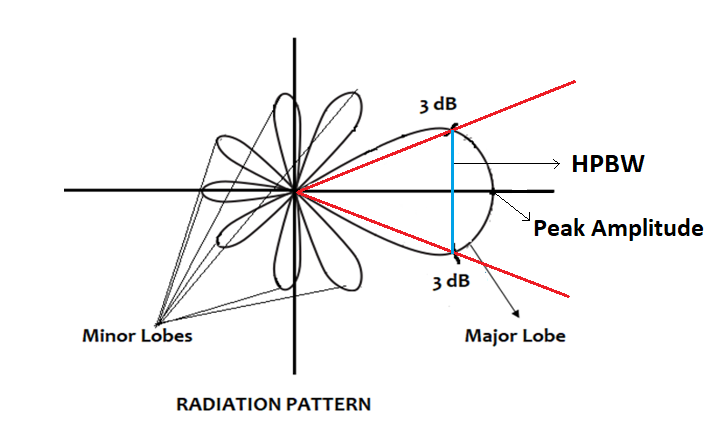 3 dB
HPBW
Peak Amplitude
3 dB
Minor Lobes
Major Lobe
RADIATION PATTERN